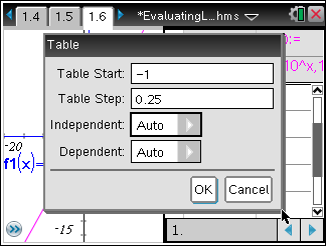 1.4 1.5 1.6 *EvaluatingL...hms
Table
Table Start: -1
Table Step: 0.25
Independent: Auto
Dependent: Auto
OK Cancel
-20
f1(x)=
-15
:=
10^x,1
1.